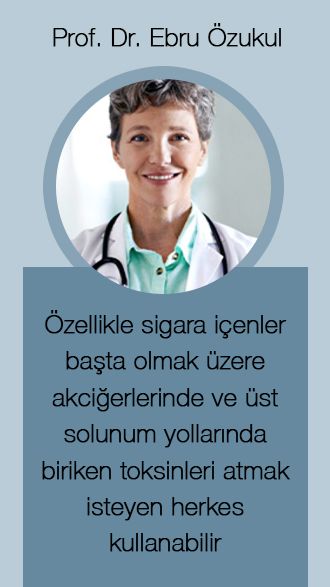 Prof. Dr. Ebru Özukul
Özellikle sigara içenler
başta olmak üzere
akciğerlerinde ve üst
solunum yollarında
biriken toksinleri atmak
isteyen herkes
kullanabilir